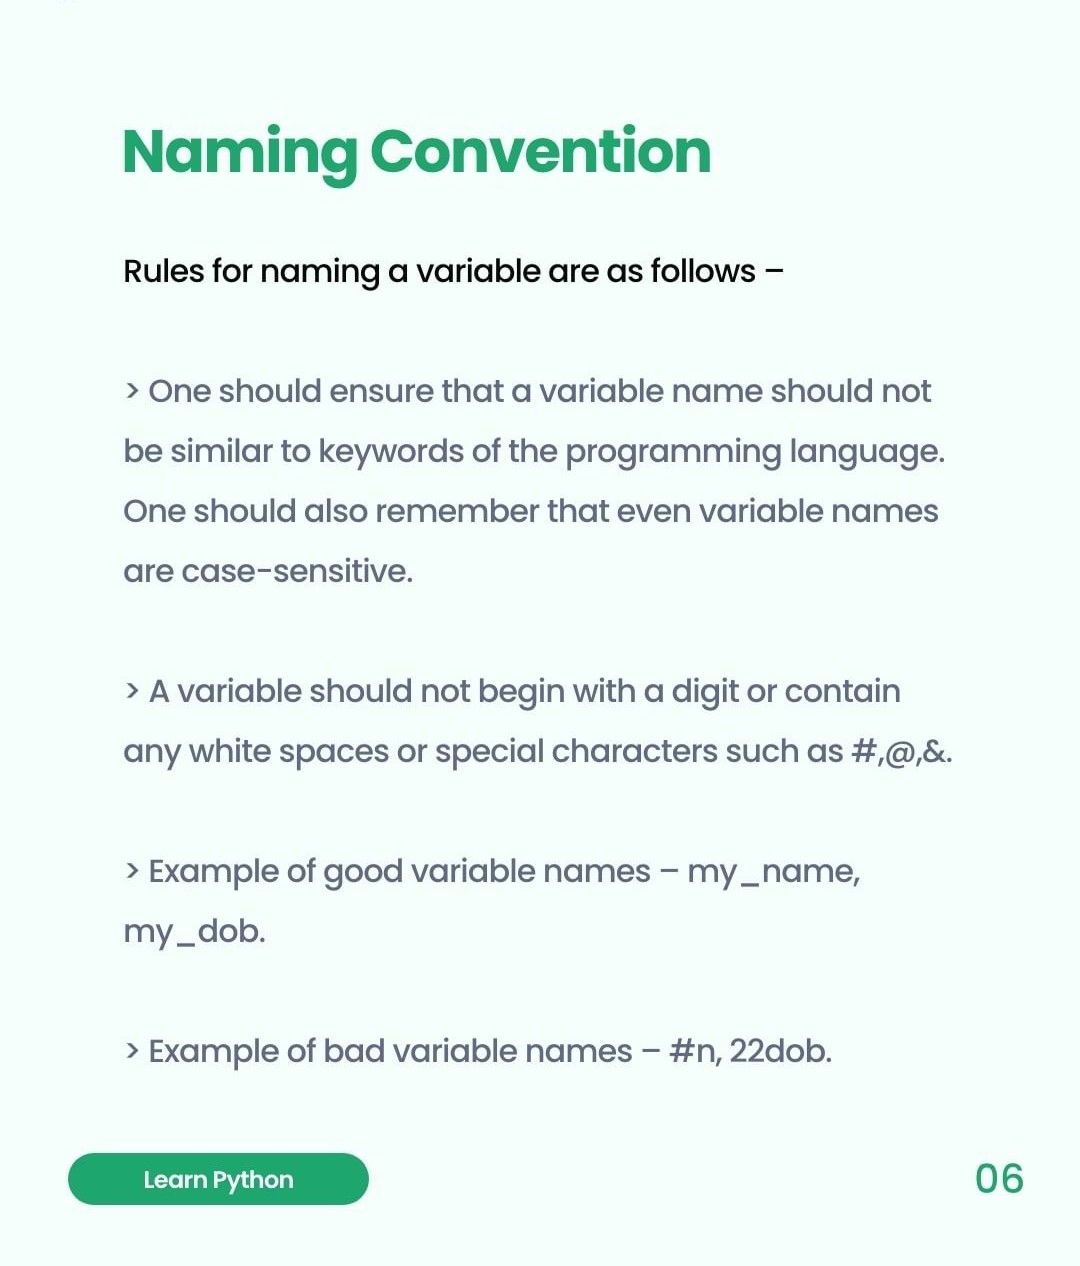 Naming Convention
Rules for naming a variable are as follows –
> One should ensure that a variable name should not
be similar to keywords of the programming language.
One should also remember that even variable names
are case-sensitive.
> A variable should not begin with a digit or contain
any white spaces or special characters such as #,@,&.
> Example of good variable names – my_name,
my_dob.
> Example of bad variable names – #n, 22dob.
Learn Python
06